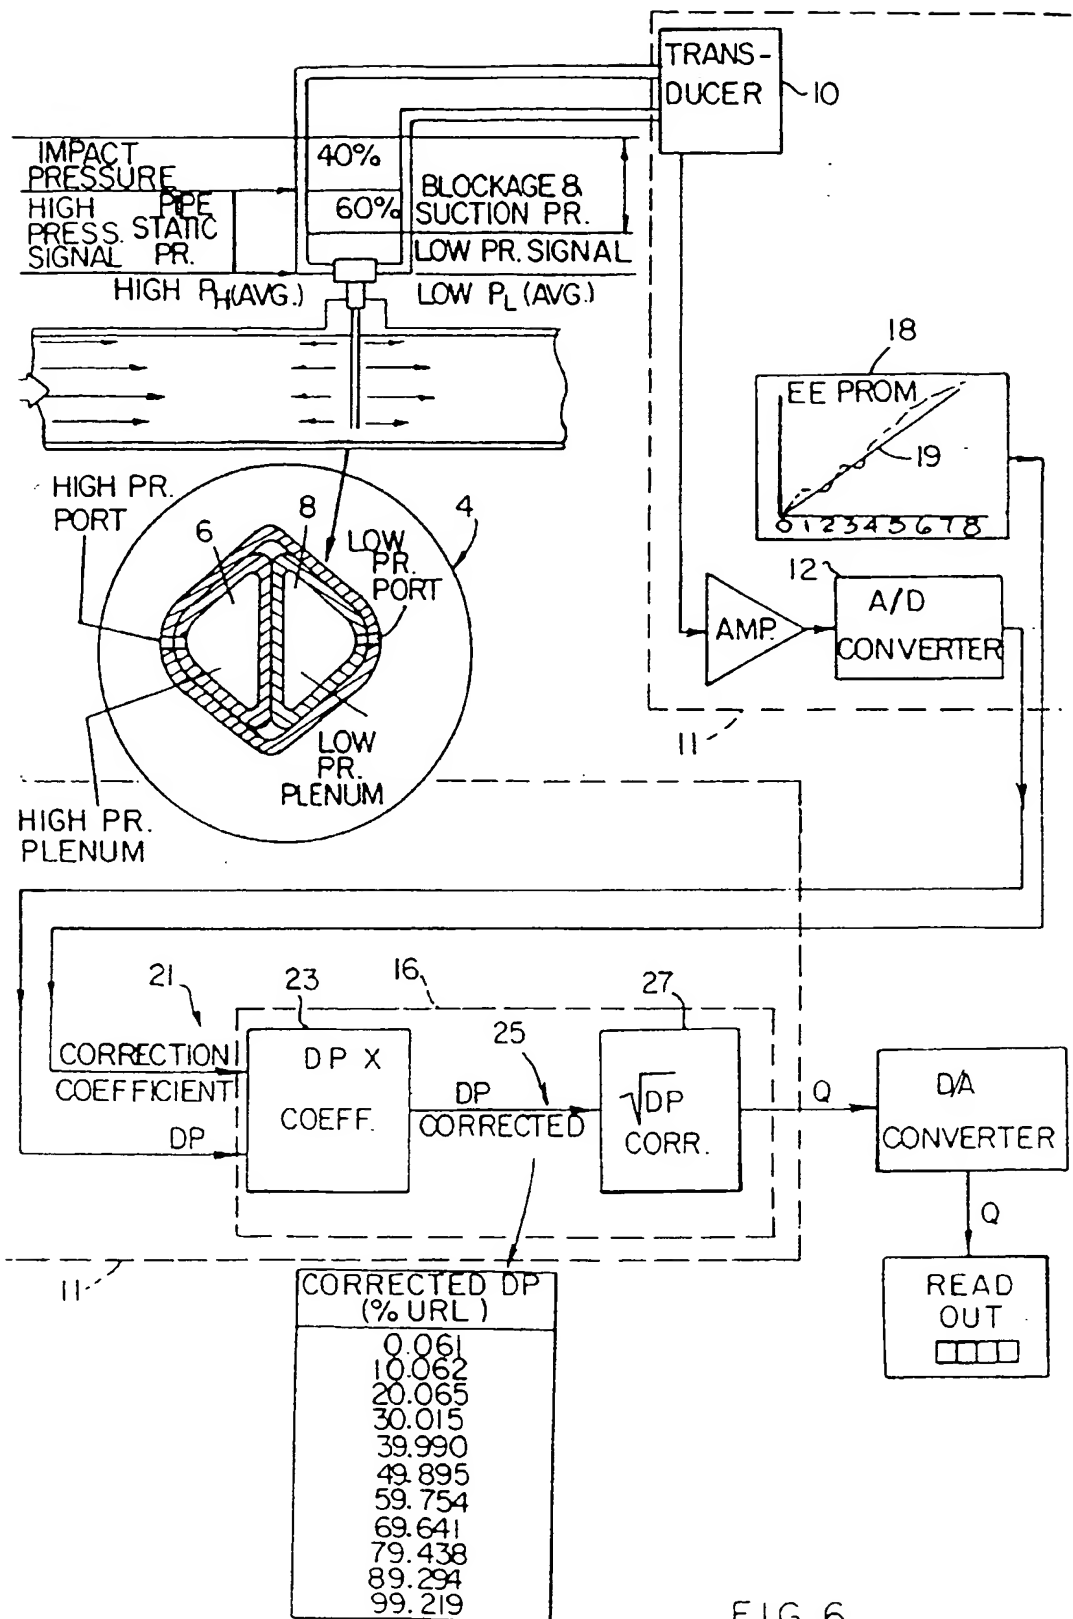 TRANS-
DUCER
10
IMPACT
PRESSURE
40%
60%
BLOCKAGE &
SUCTION PR.
HIGH
PRESS.
SIGNAL
PIPE
STATIC
PR.
LOW PR. SIGNAL
HIGH PH (AVG.)
LOW PL (AVG.)
18
EE PROM
19
0 1 2 3 4 5 6 7 8
HIGH PR.
PORT
6
8
4
LOW
PR.
PORT
12
AMP.
A/D
CONVERTER
11
LOW
PR.
PLENUM
HIGH PR.
PLENUM
21
23
16
25
27
CORRECTION
COEFFICIENT
DP
DP X
COEFF.
DP
CORRECTED
√DP
CORR.
Q
D/A
CONVERTER
Q
READ
OUT
11
CORRECTED DP
(% URL)
0.061
10.062
20.065
30.015
39.990
49.895
59.754
69.641
79.438
89.294
99.219
FIG. 6